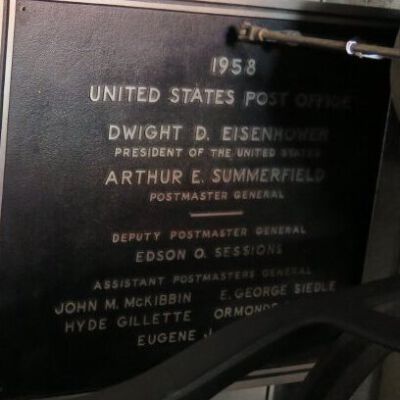 1958
UNITED STATES POST OFFICE
DWIGHT D. EISENHOWER
PRESIDENT OF THE UNITED STATES
ARTHUR E. SUMMERFIELD
POSTMASTER GENERAL
DEPUTY POSTMASTER GENERAL
EDSON O. SESSIONS
ASSISTANT POSTMASTERS GENERAL
JOHN M. MCKIBBIN E. GEORGE SIEDLE
HYDE GILLETTE ORMONDE
EUGENE J.